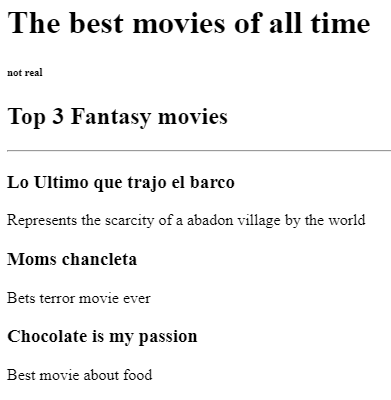 The best movies of all time
not real
Top 3 Fantasy movies
Lo Ultimo que trajo el barco
Represents the scarcity of a abadon village by the world
Moms chancleta
Bets terror movie ever
Chocolate is my passion
Best movie about food